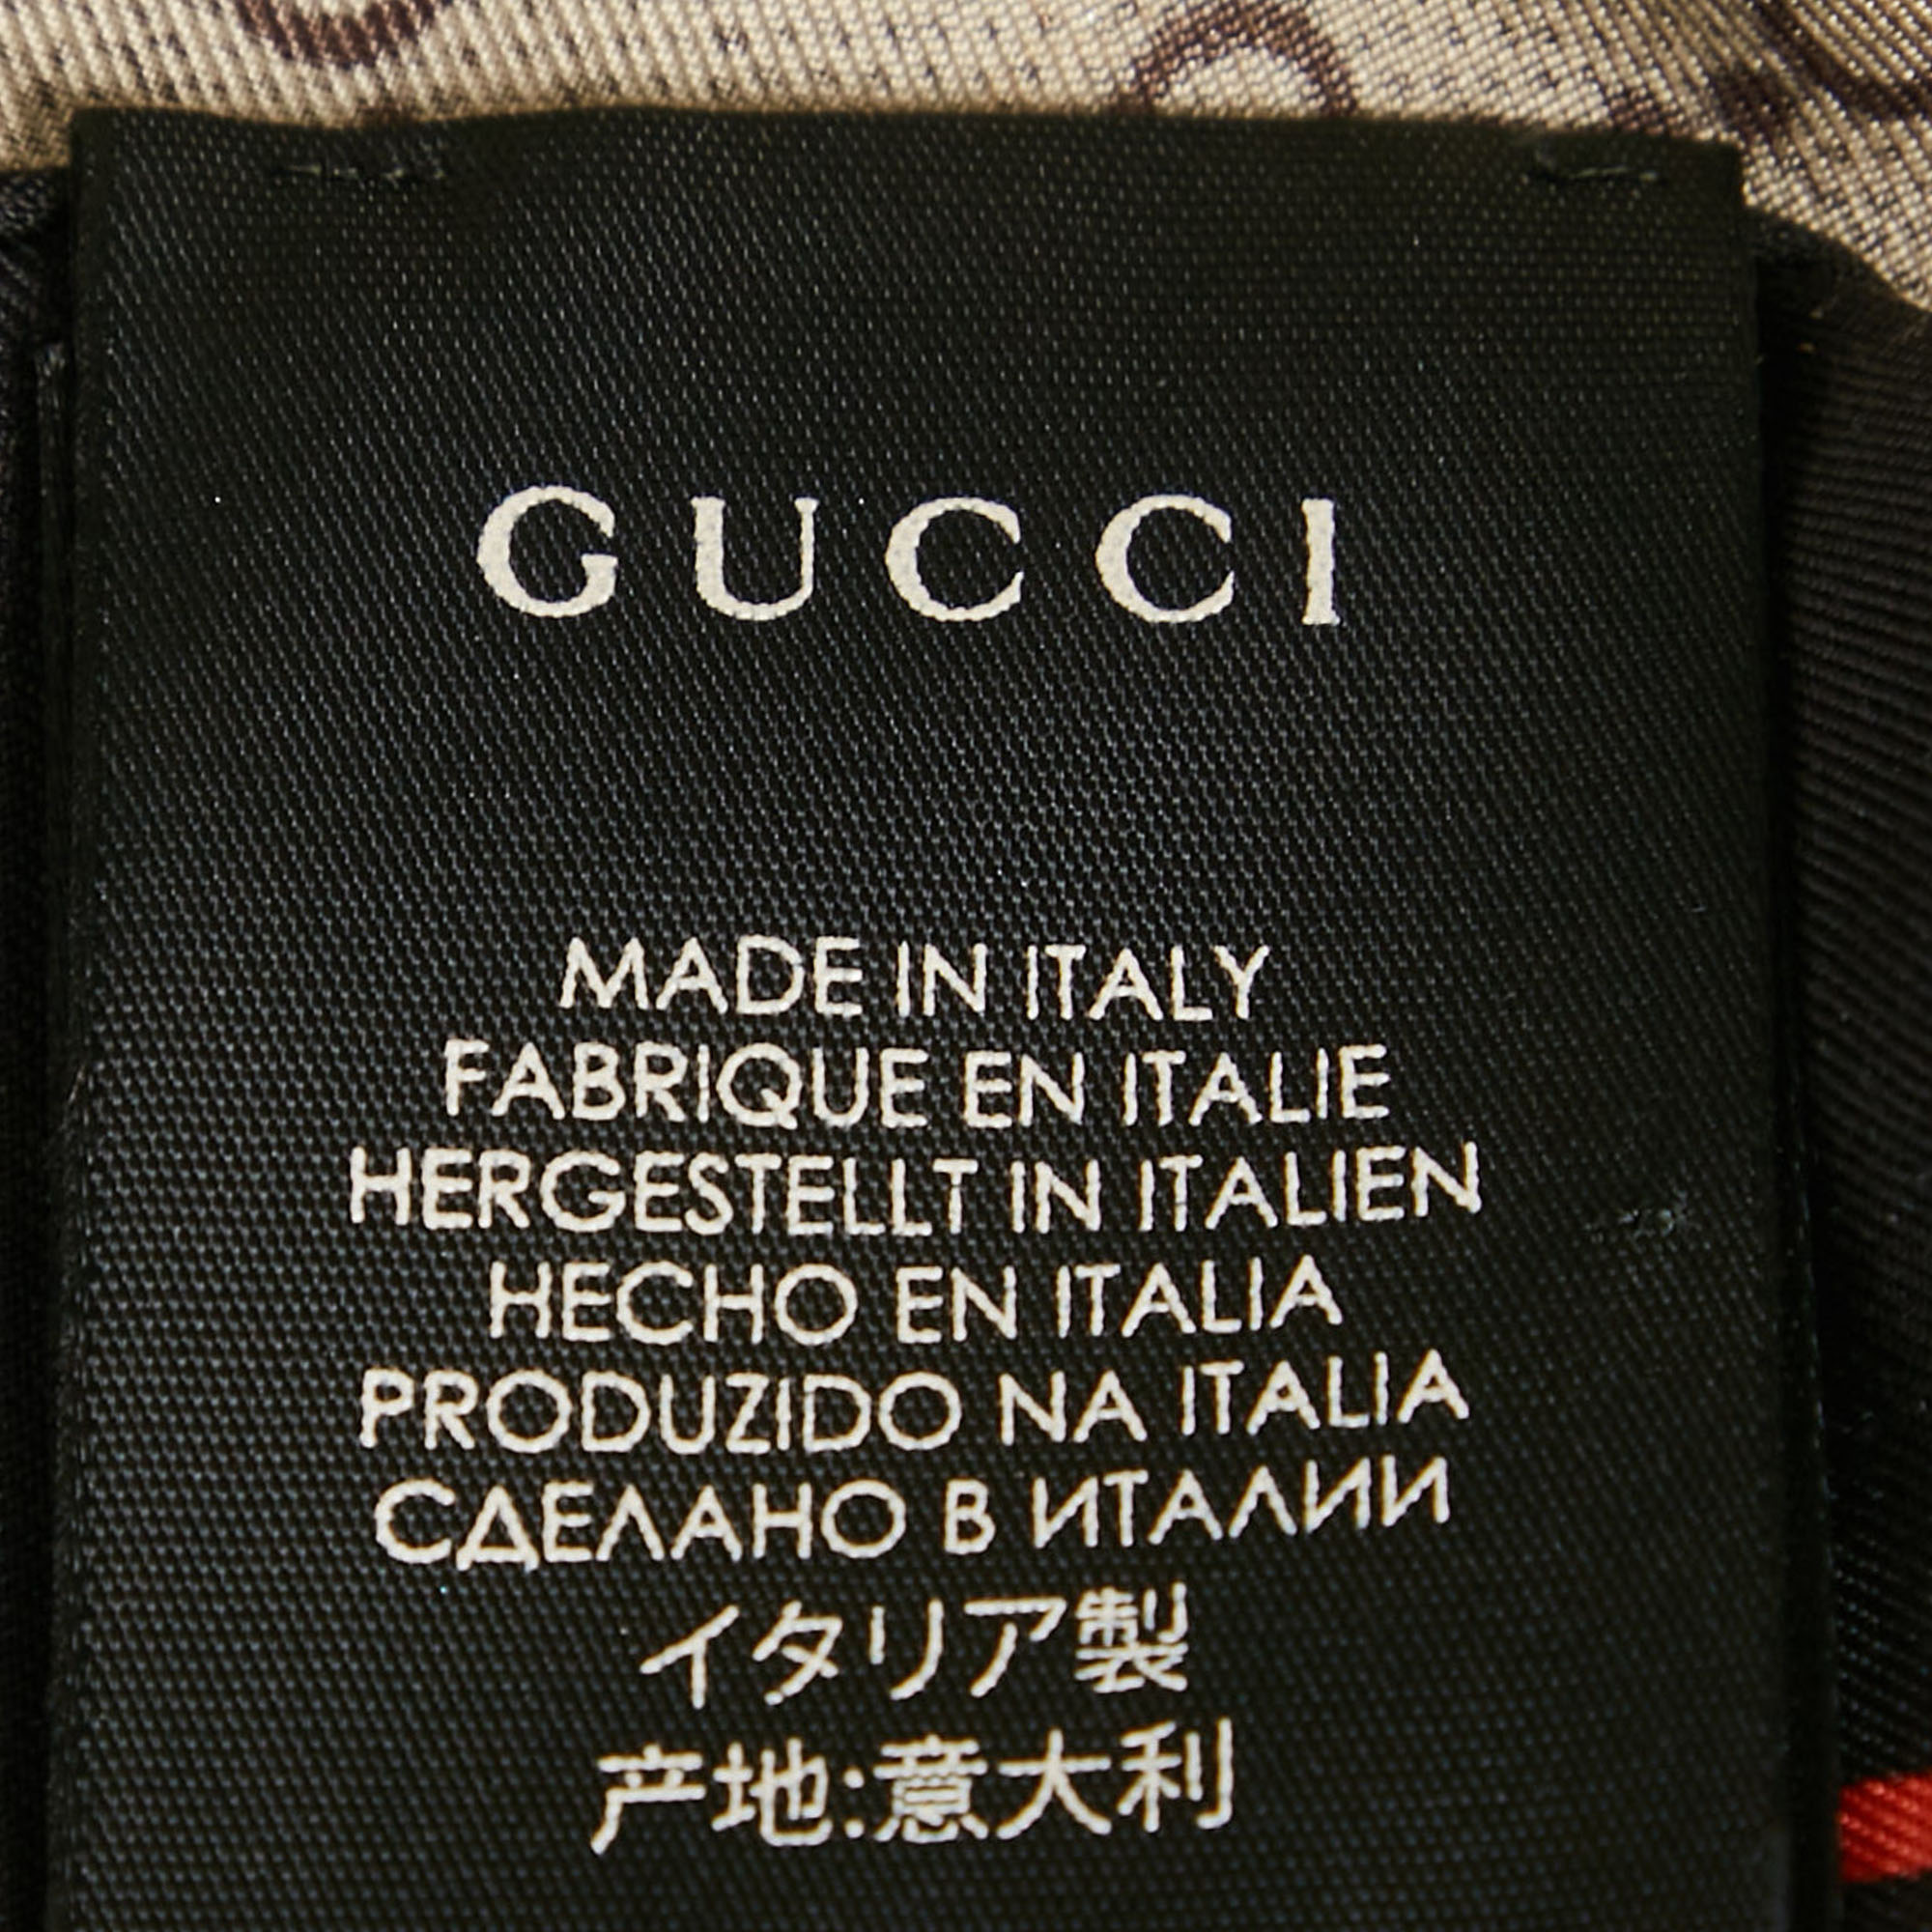 GUCCI
MADE IN ITALY
FABRIQUE EN ITALIE
HERGESTELLT IN ITALIEN
HECHO EN ITALIA
PRODUZIDO NA ITALIA
СДЕЛАНО В ИТАЛИИ
イタリア製
产地:意大利